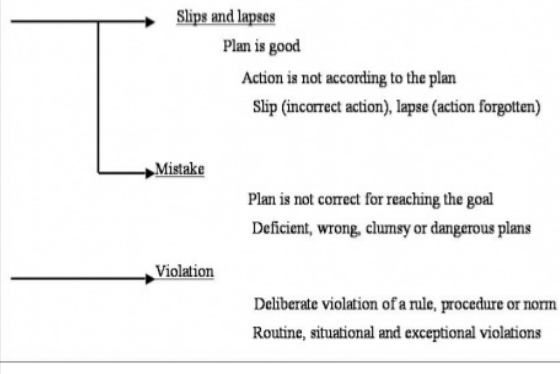 Slips and lapses
Plan is good
Action is not according to the plan
Slip (incorrect action), lapse (action forgotten)
Mistake
Plan is not correct for reaching the goal
Deficient, wrong, clumsy or dangerous plans
Violation
Deliberate violation of a rule, procedure or norm
Routine, situational and exceptional violations